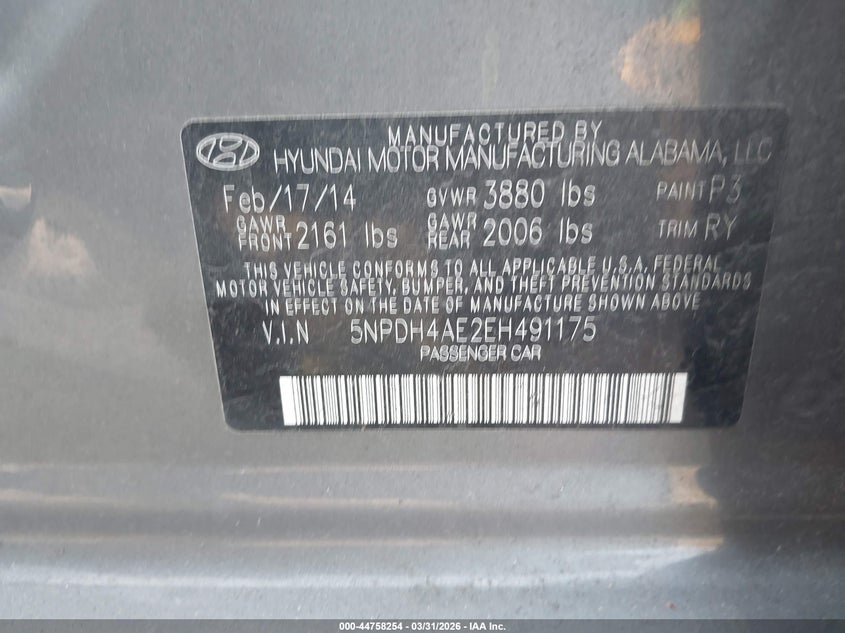 MANUFACTURED BY
HYUNDAI MOTOR MANUFACTURING ALABAMA, LLC
Feb/17/14 GVWR 3880 lbs PAINT P3
GAWR FRONT 2161 lbs GAWR REAR 2006 lbs TRIM RY
THIS VEHICLE CONFORMS TO ALL APPLICABLE U.S.A. FEDERAL
MOTOR VEHICLE SAFETY, BUMPER, AND THEFT PREVENTION STANDARDS
IN EFFECT ON THE DATE OF MANUFACTURE SHOWN ABOVE
V.I.N 5NPDH4AE2EH491175
PASSENGER CAR
000-44758254 - 03/31/2026 - IAA Inc.